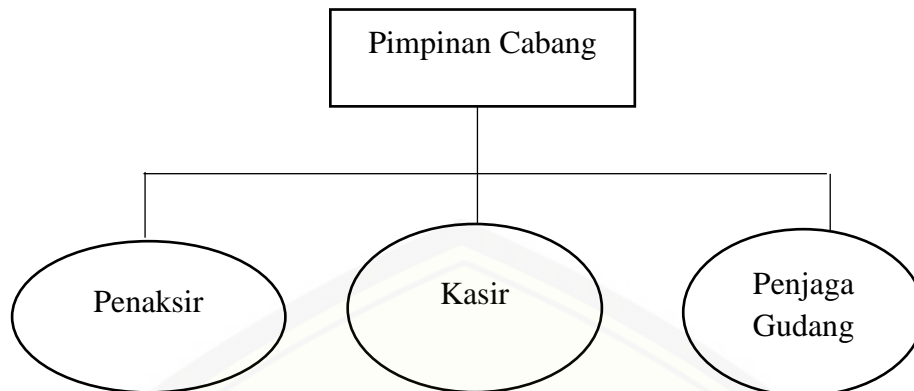 Pimpinan Cabang
Penaksir
Kasir
Penjaga
Gudang